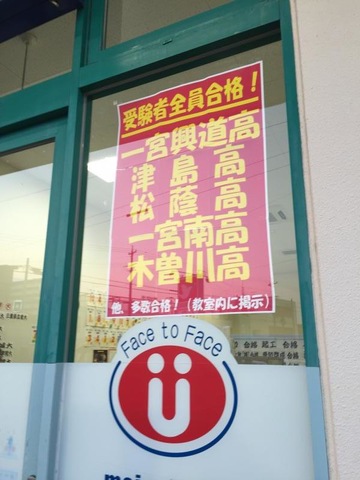 受験者全員合格!
一宮興道高
津島高
松蔭高
一宮南高
木曽川高
他、多数合格!(教室内に掲示)
Face to Face